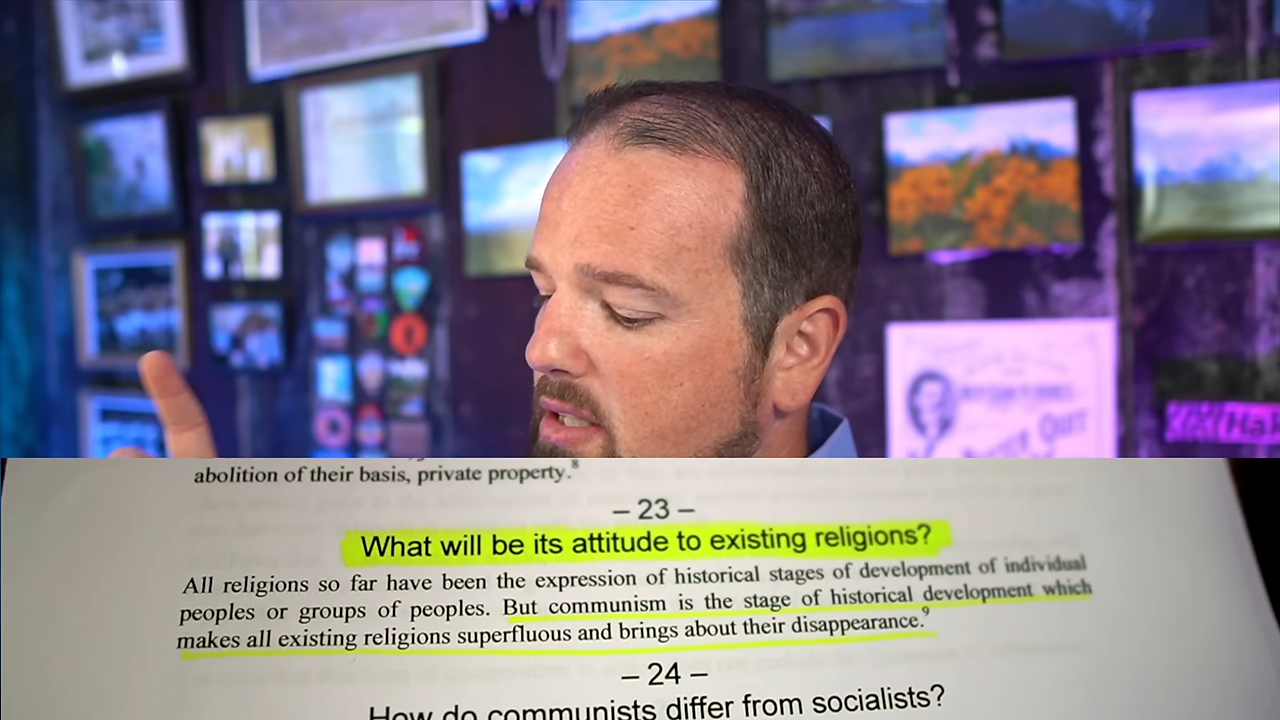 OUT
Hak
abolition of their basis, private property.⁸
– 23 –
What will be its attitude to existing religions?
All religions so far have been the expression of historical stages of development of individual
peoples or groups of peoples. But communism is the stage of historical development which
makes all existing religions superfluous and brings about their disappearance.⁹
– 24 –
How do communists differ from socialists?